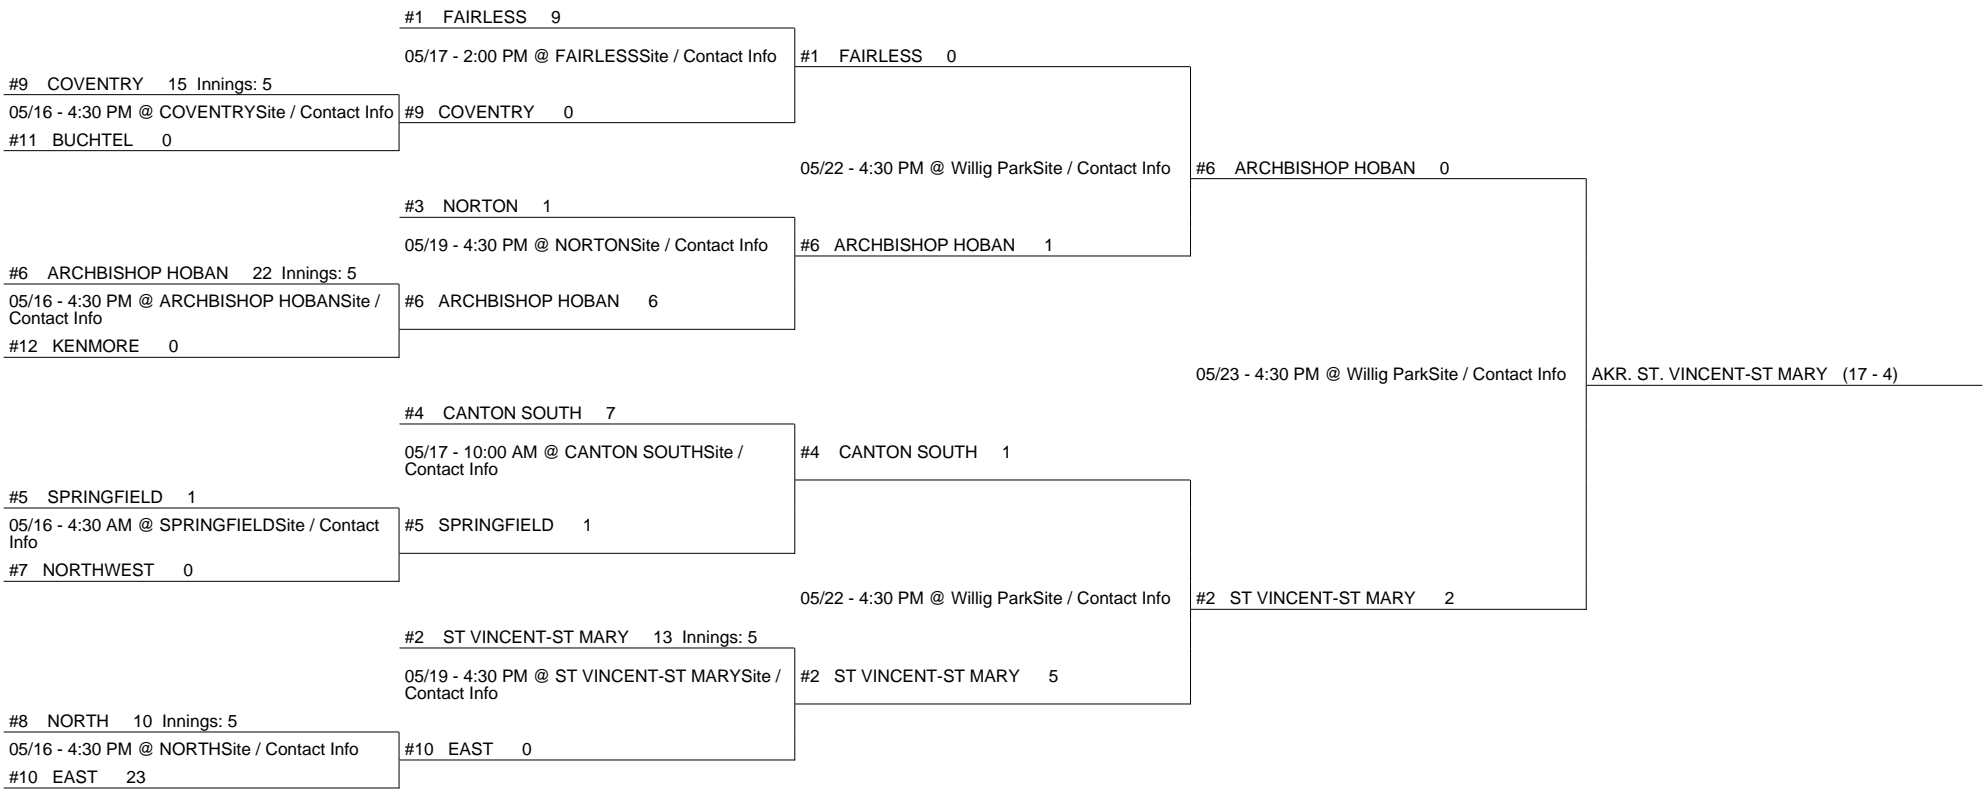 #1 FAIRLESS 9
05/17 - 2:00 PM @ FAIRLESSSite / Contact Info
#1 FAIRLESS 0
#9 COVENTRY 15 Innings: 5
05/16 - 4:30 PM @ COVENTRYSite / Contact Info
#9 COVENTRY 0
#11 BUCHTEL 0
05/22 - 4:30 PM @ Willig ParkSite / Contact Info
#6 ARCHBISHOP HOBAN 0
#3 NORTON 1
05/19 - 4:30 PM @ NORTONSite / Contact Info
#6 ARCHBISHOP HOBAN 1
#6 ARCHBISHOP HOBAN 22 Innings: 5
05/16 - 4:30 PM @ ARCHBISHOP HOBANSite /
Contact Info
#6 ARCHBISHOP HOBAN 6
#12 KENMORE 0
05/23 - 4:30 PM @ Willig ParkSite / Contact Info
AKR. ST. VINCENT-ST MARY (17 - 4)
#4 CANTON SOUTH 7
05/17 - 10:00 AM @ CANTON SOUTHSite /
Contact Info
#4 CANTON SOUTH 1
#5 SPRINGFIELD 1
05/16 - 4:30 AM @ SPRINGFIELDSite / Contact
Info
#5 SPRINGFIELD 1
#7 NORTHWEST 0
05/22 - 4:30 PM @ Willig ParkSite / Contact Info
#2 ST VINCENT-ST MARY 2
#2 ST VINCENT-ST MARY 13 Innings: 5
05/19 - 4:30 PM @ ST VINCENT-ST MARYSite /
Contact Info
#2 ST VINCENT-ST MARY 5
#8 NORTH 10 Innings: 5
05/16 - 4:30 PM @ NORTHSite / Contact Info
#10 EAST 0
#10 EAST 23